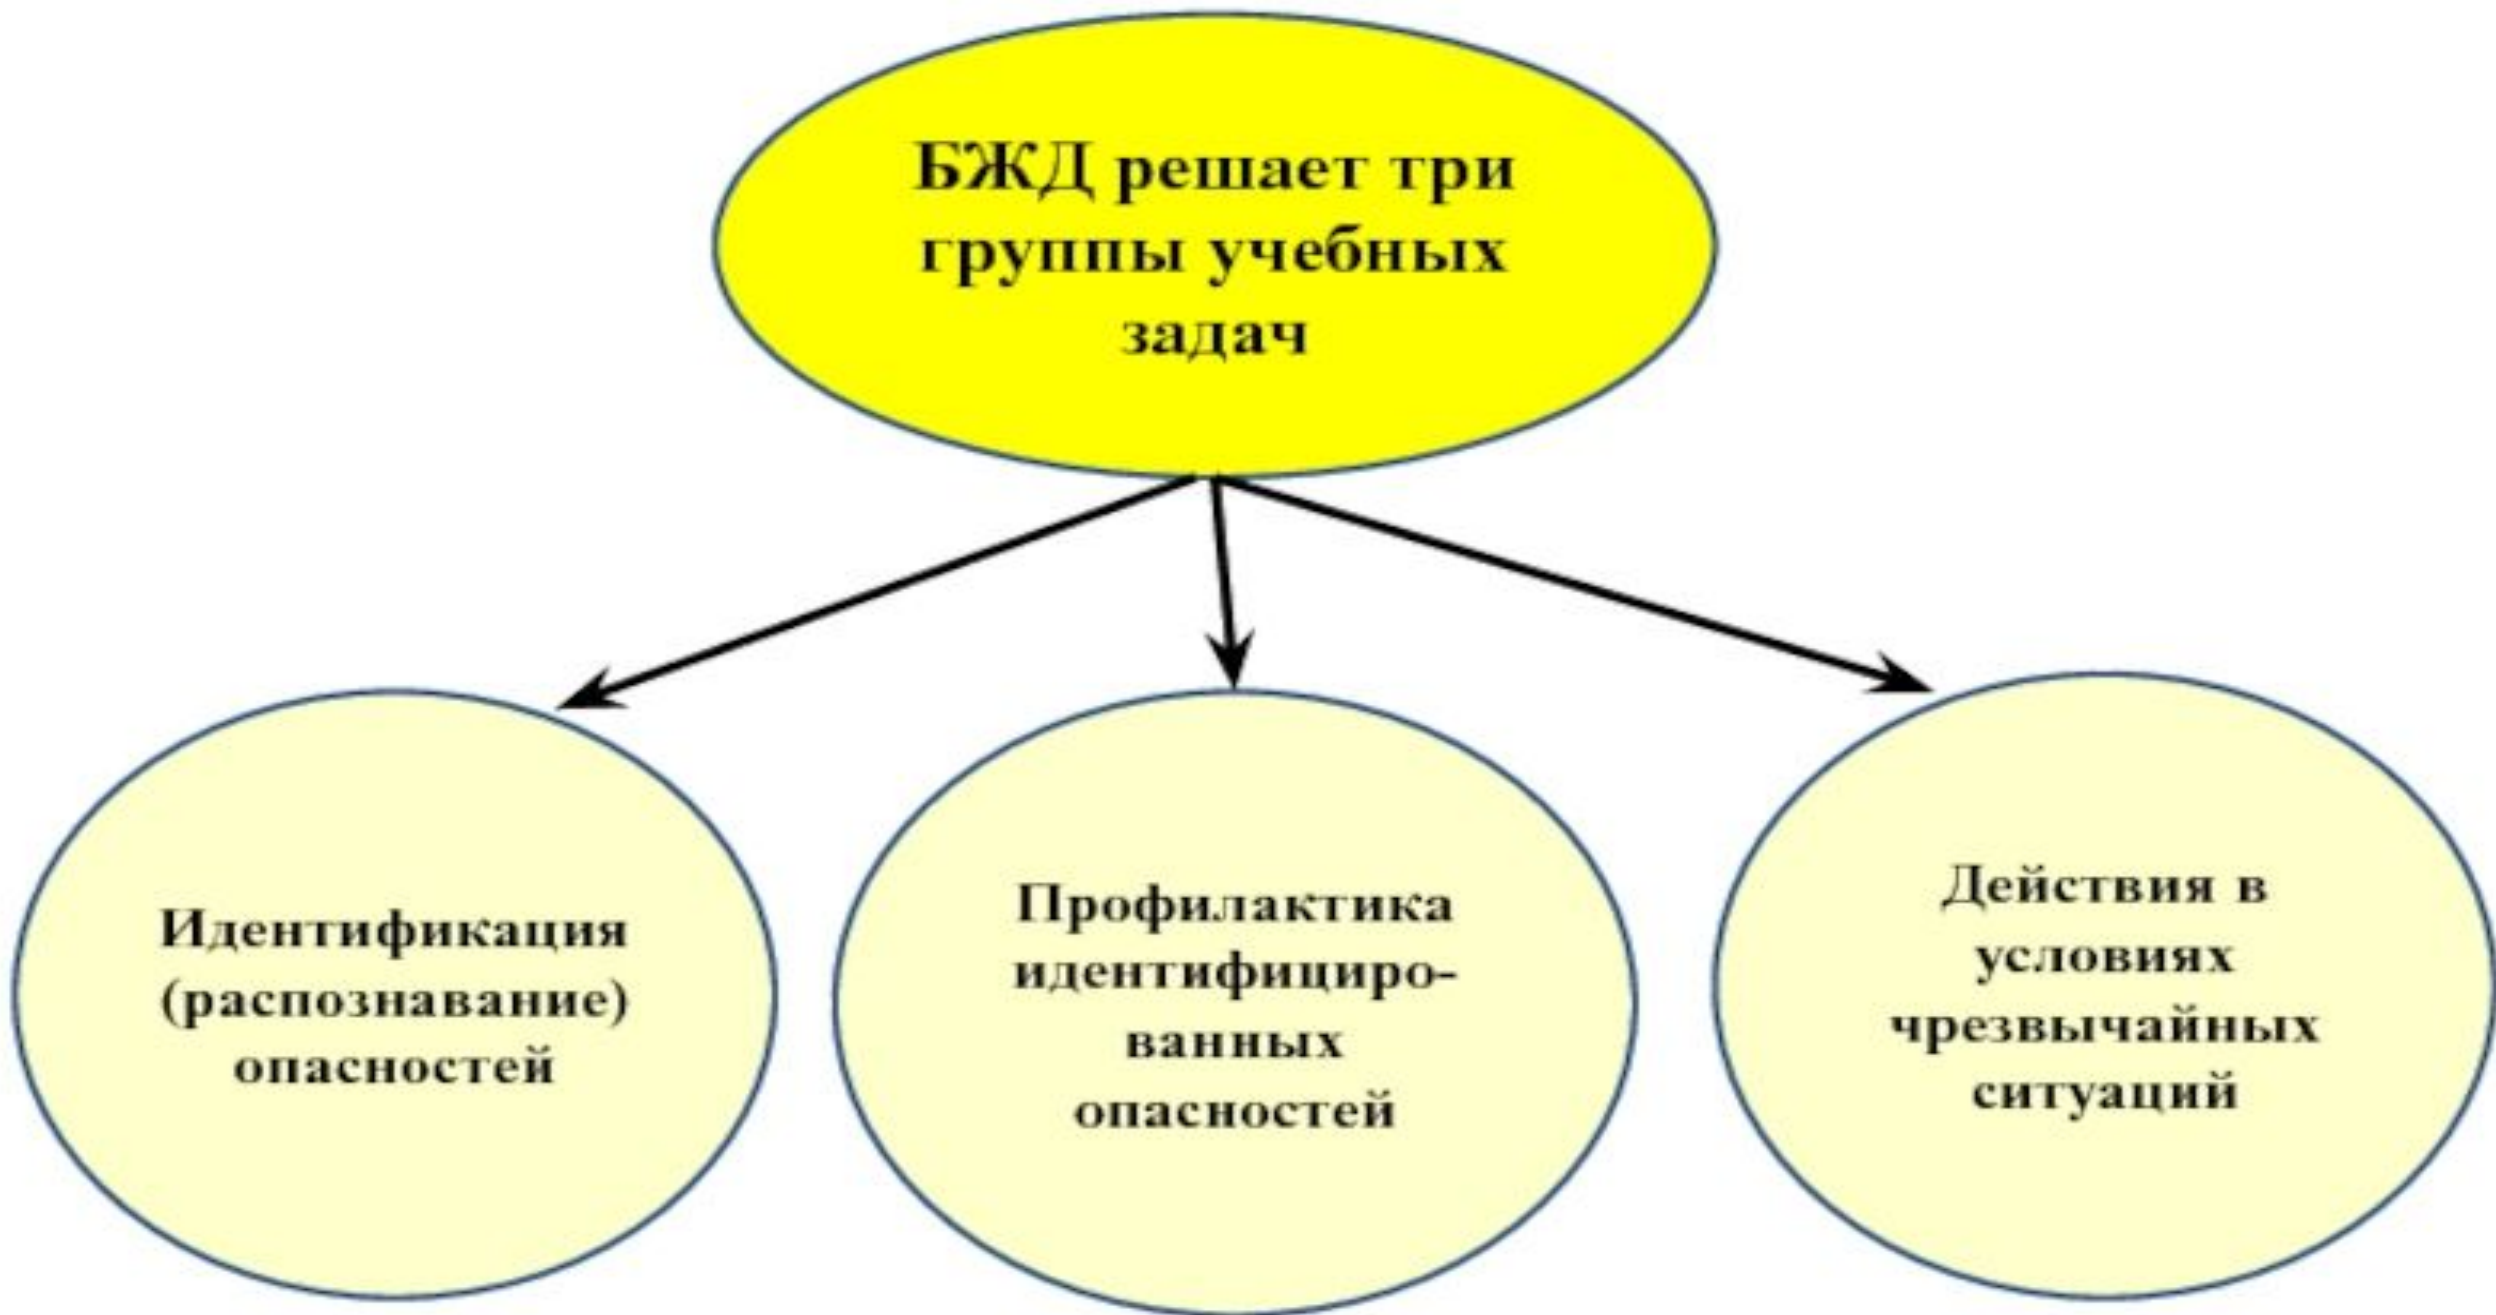 БЖД решает три
группы учебных
задач
Идентификация
(распознавание)
опасностей
Профилактика
идентифициро-
ванных
опасностей
Действия в
условиях
чрезвычайных
ситуаций